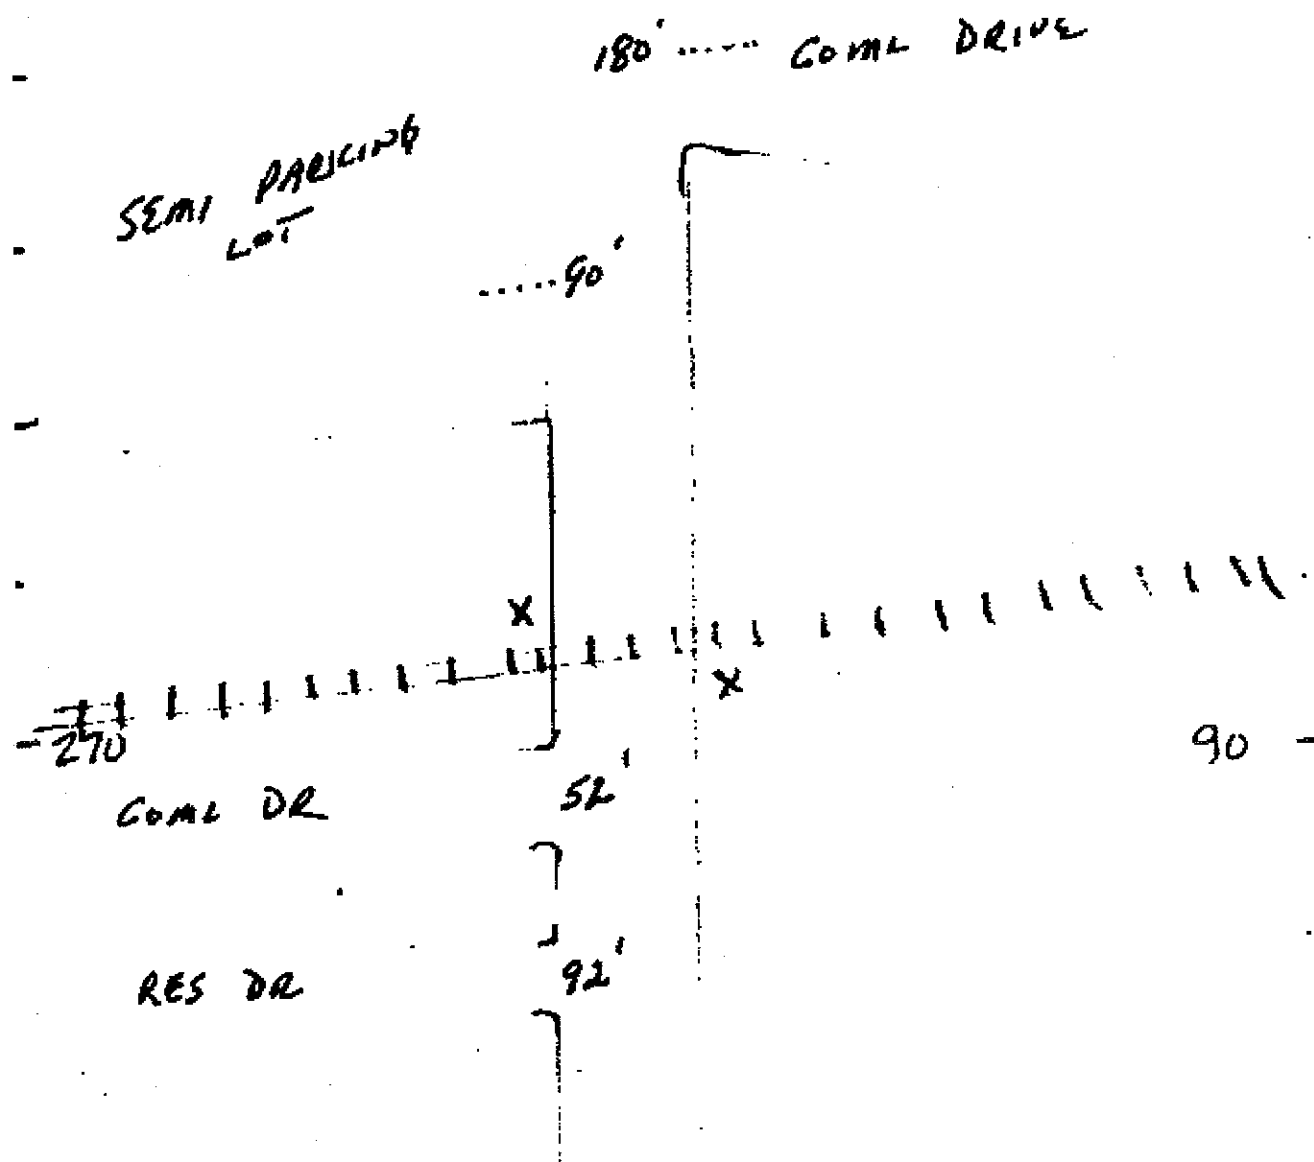 180' ..... COML DRIVE
SEMI PARKING
LOT
..... 90'
X
X
270
90
COML DR
52'
RES DR
92'